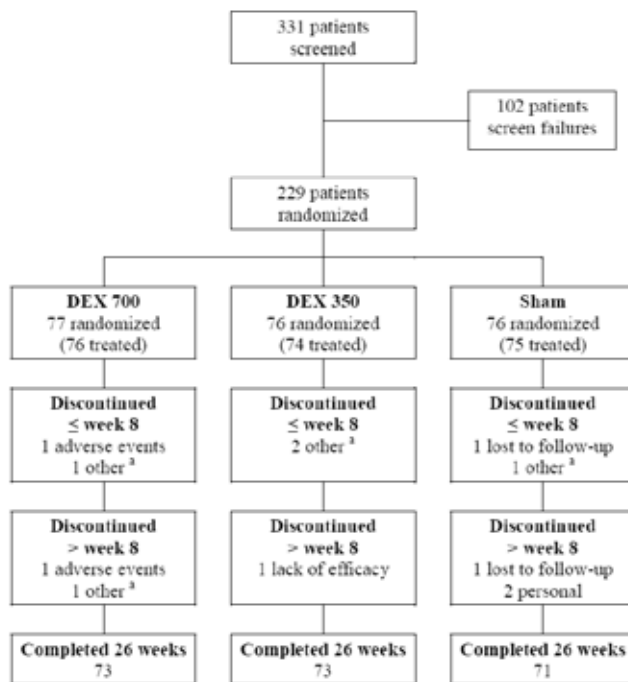 331 patients
screened
102 patients
screen failures
229 patients
randomized
DEX 700
77 randomized
(76 treated)
DEX 350
76 randomized
(74 treated)
Sham
76 randomized
(75 treated)
Discontinued
≤ week 8
1 adverse events
1 other ª
Discontinued
≤ week 8
2 other ª
Discontinued
≤ week 8
1 lost to follow-up
1 other ª
Discontinued
> week 8
1 adverse events
1 other ª
Discontinued
> week 8
1 lack of efficacy
Discontinued
> week 8
1 lost to follow-up
2 personal
Completed 26 weeks
73
Completed 26 weeks
73
Completed 26 weeks
71